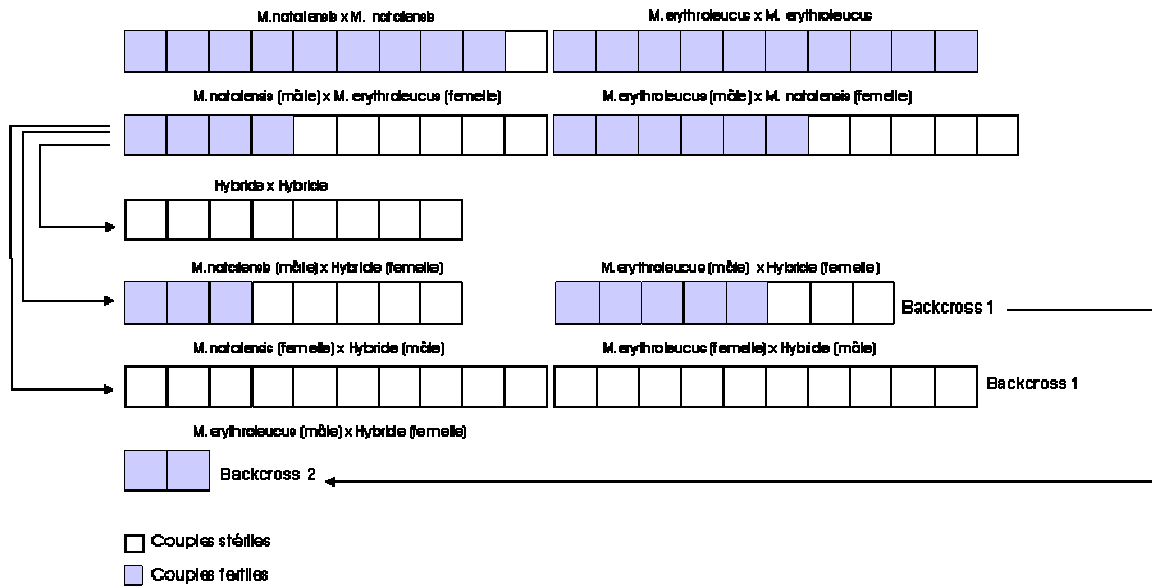 M. natalensis x M. natalensis
M. erythroleucus x M. erythroleucus
M. natalensis (mâle) x M. erythroleucus (femelle)
M. erythroleucus (mâle) x M. natalensis (femelle)
Hybride x Hybride
M. natalensis (mâle) x Hybride (femelle)
M. erythroleucus (mâle) x Hybride (femelle)
Backcross 1
M. natalensis (femelle) x Hybride (mâle)
M. erythroleucus (femelle) x Hybride (mâle)
Backcross 1
M. erythroleucus (mâle) x Hybride (femelle)
Backcross 2
Couples stériles
Couples fertiles